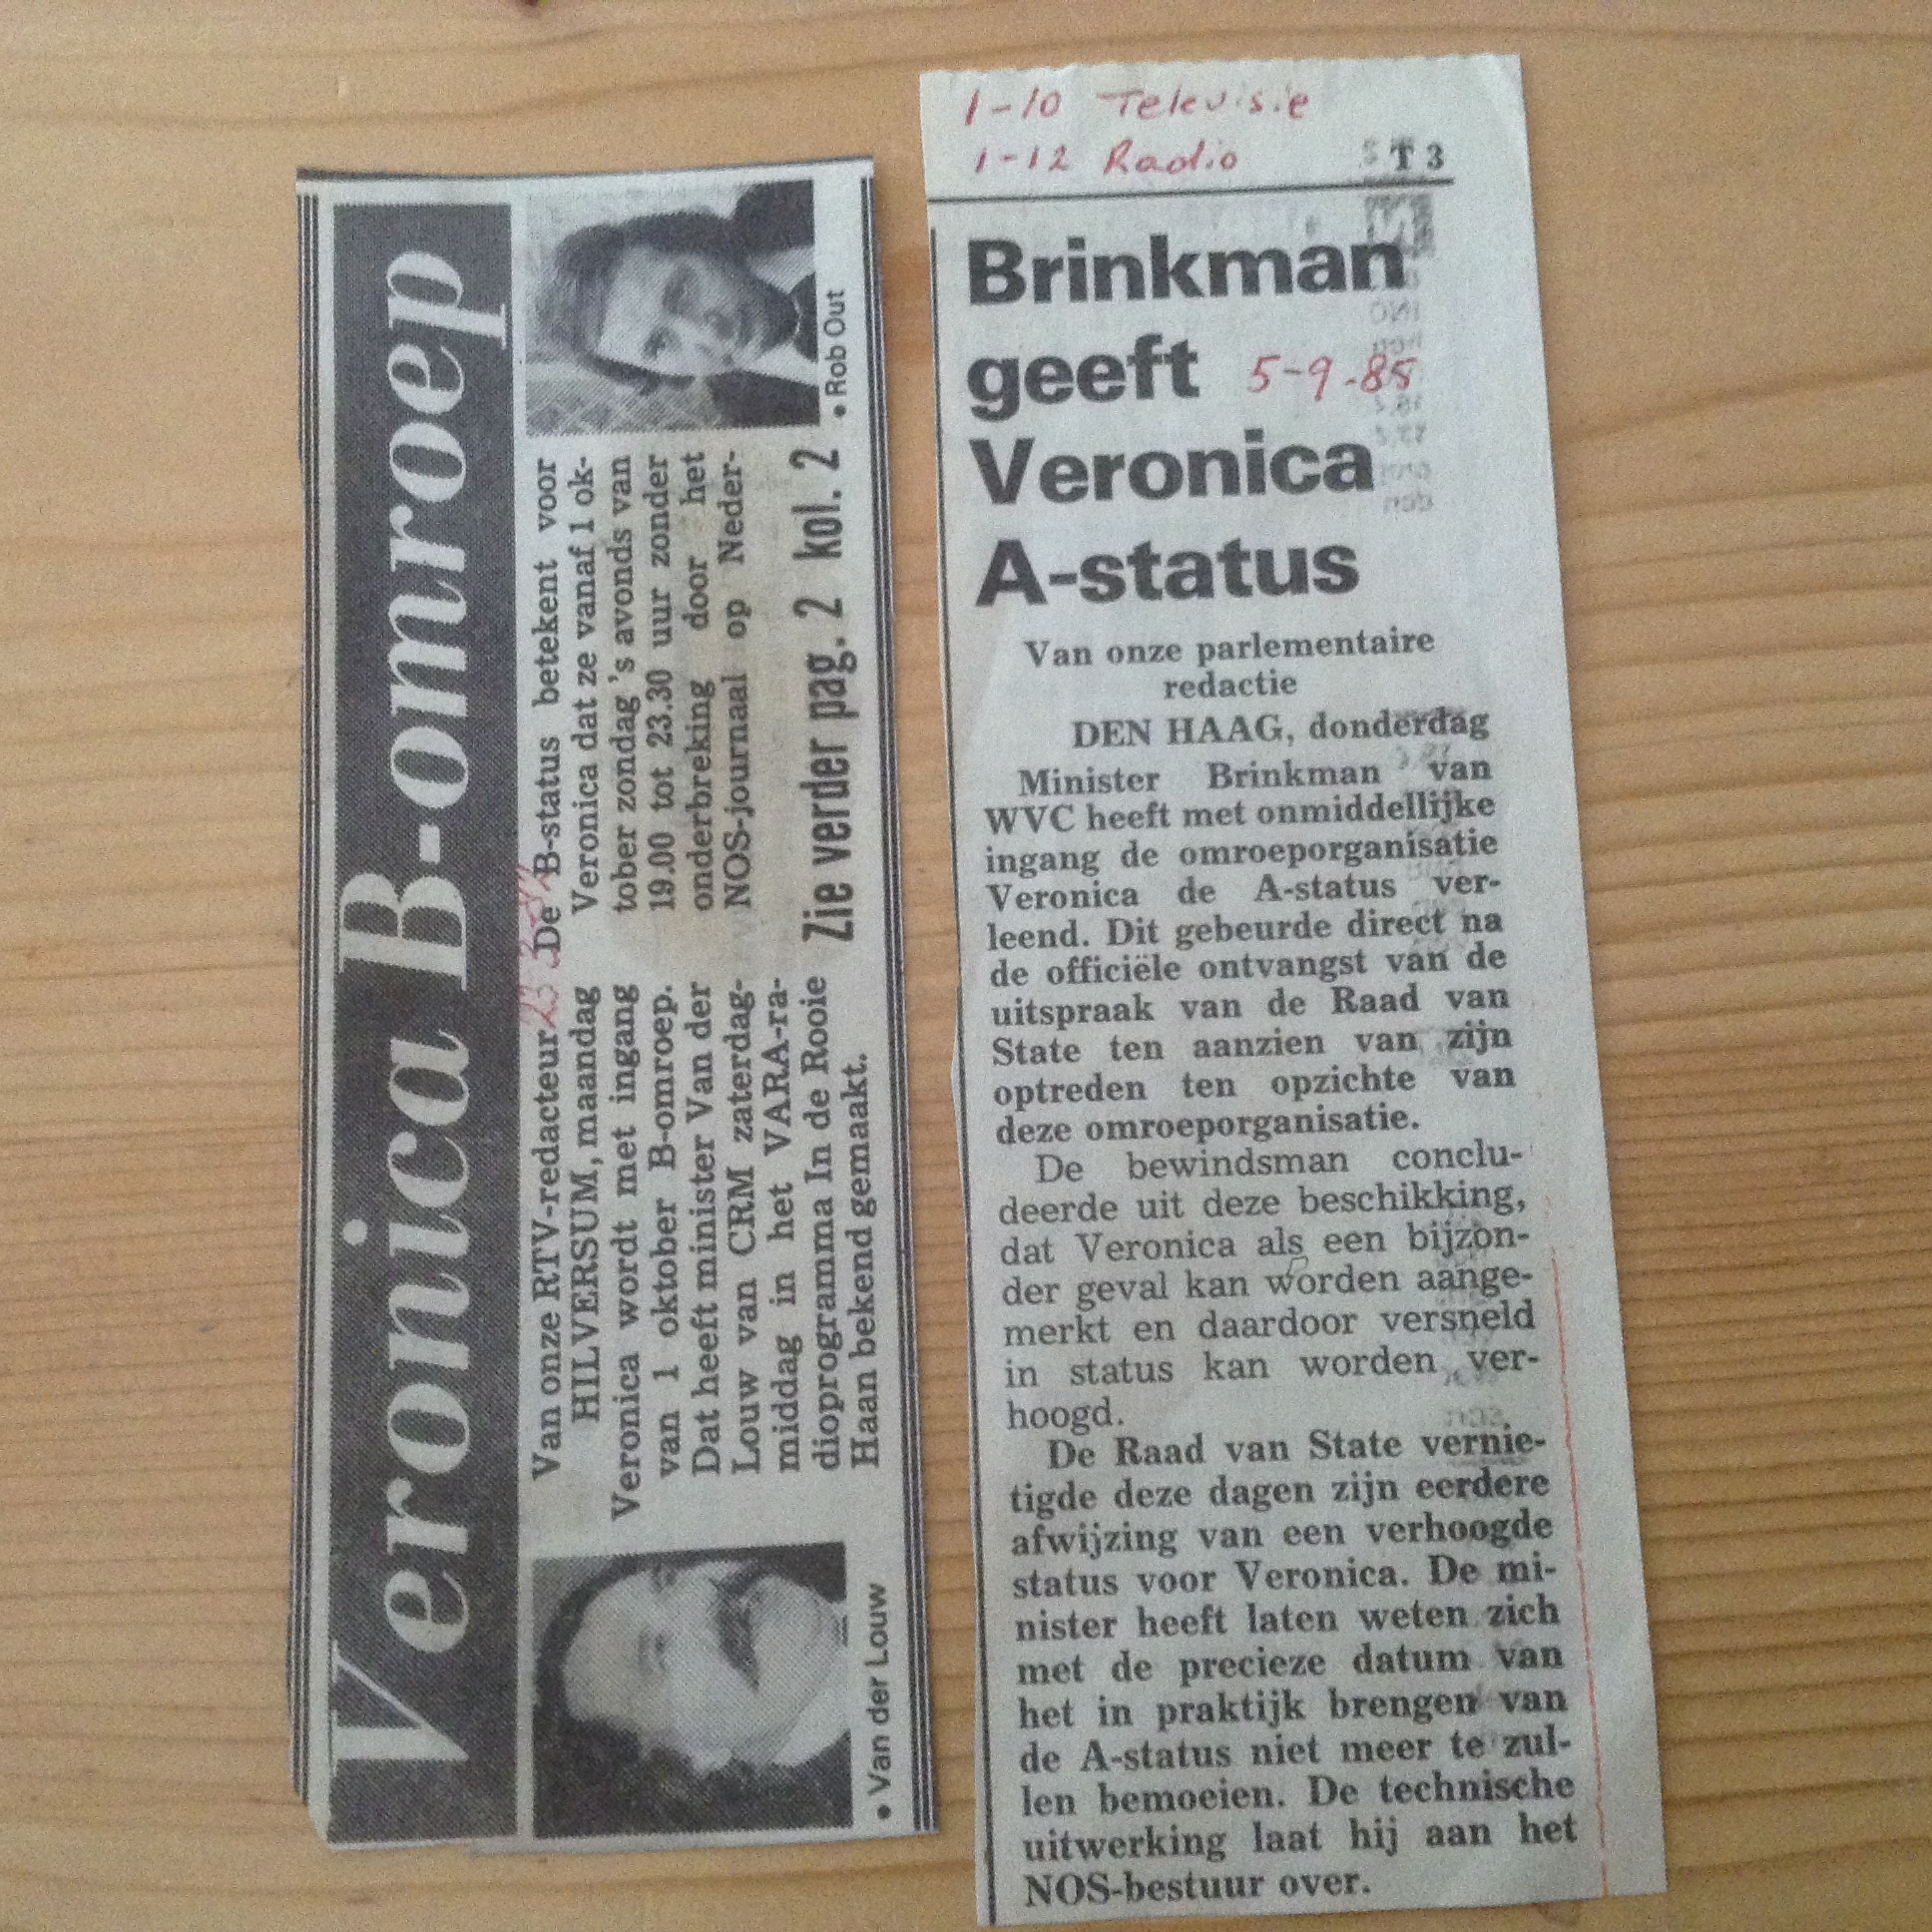 Veronica B-omroep
Van onze RTV-redacteur
HILVERSUM, maandag
Veronica wordt met ingang
van 1 oktober B-omroep.
Dat heeft minister Van der
Louw van CRM zaterdag-
middag in het VARA-ra-
dioprogramma In de Rooie
Haan bekend gemaakt.
De B-status betekent voor
Veronica dat ze vanaf 1 ok-
tober zondag 's avonds van
19.00 tot 23.30 uur zonder
onderbreking door het
NOS-journaal op Neder-
Zie verder pag. 2 kol. 2
• Van der Louw
• Rob Out
1-10 Televisie
1-12 Radio
T 3
Brinkman
geeft 5-9-85
Veronica
A-status
Van onze parlementaire
redactie
DEN HAAG, donderdag
Minister Brinkman van
WVC heeft met onmiddellijke
ingang de omroeporganisatie
Veronica de A-status ver-
leend. Dit gebeurde direct na
de officiële ontvangst van de
uitspraak van de Raad van
State ten aanzien van zijn
optreden ten opzichte van
deze omroeporganisatie.
De bewindsman conclu-
deerde uit deze beschikking,
dat Veronica als een bijzon-
der geval kan worden aange-
merkt en daardoor versneld
in status kan worden ver-
hoogd.
De Raad van State vernie-
tigde deze dagen zijn eerdere
afwijzing van een verhoogde
status voor Veronica. De mi-
nister heeft laten weten zich
met de precieze datum van
het in praktijk brengen van
de A-status niet meer te zul-
len bemoeien. De technische
uitwerking laat hij aan het
NOS-bestuur over.